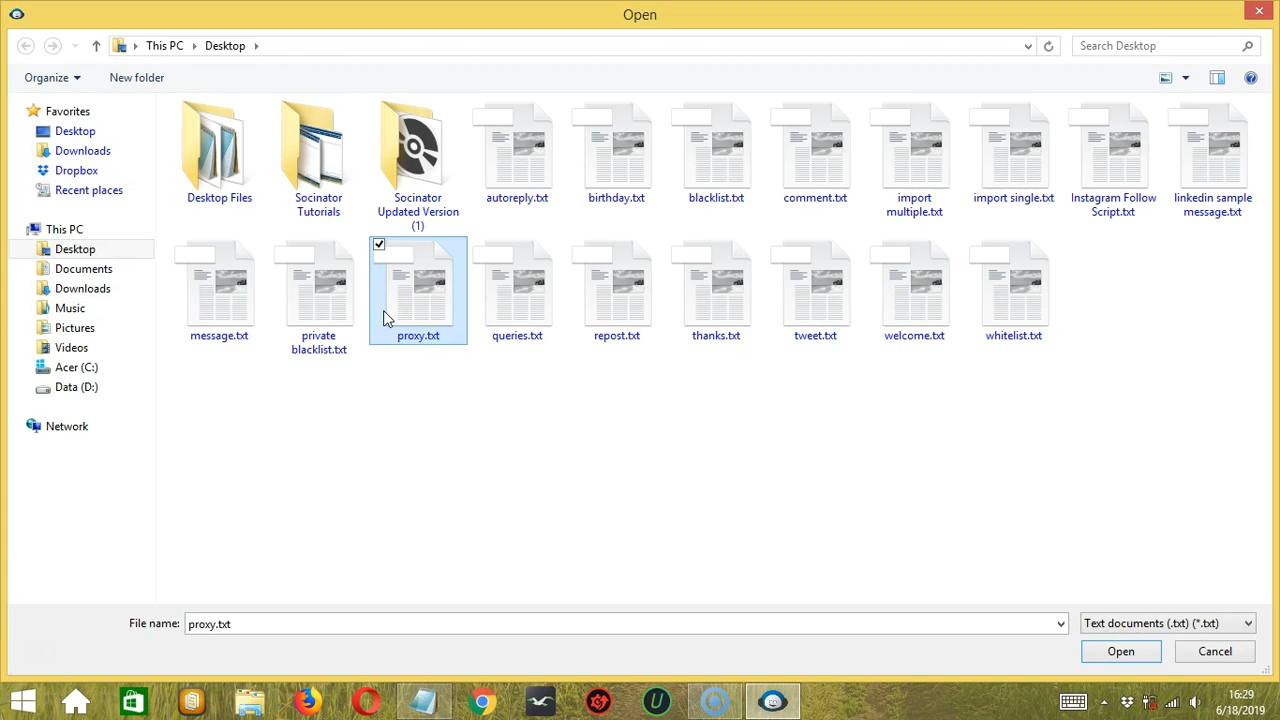 Open
This PC
Desktop
Search Desktop
Organize
New folder
Favorites
Desktop
Downloads
Dropbox
Recent places
This PC
Desktop
Documents
Downloads
Music
Pictures
Videos
Acer (C:)
Data (D:)
Network
Desktop Files
Socinator
Tutorials
Socinator
Updated Version
(1)
autoreply.txt
birthday.txt
blacklist.txt
comment.txt
import
multiple.txt
import single.txt
Instagram Follow
Script.txt
linkedin sample
message.txt
message.txt
private
blacklist.txt
proxy.txt
queries.txt
repost.txt
thanks.txt
tweet.txt
welcome.txt
whitelist.txt
File name:
proxy.txt
Text documents (.txt) (*.txt)
Open
Cancel
16:29
6/18/2019